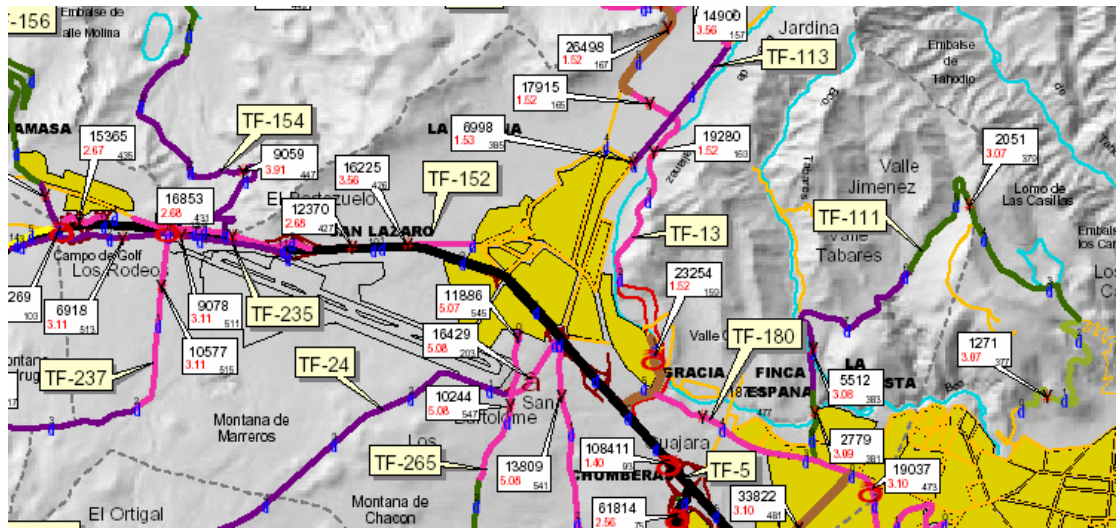 F-156
Embalse de
alle Molina
26498
1.52 167
14900
3.56 157
Jardina
TF-113
Embalse
de
Tahodio
17915
1.52 165
TF-154
15365
2.67 435
9059
3.91 447
6998
1.53 385
19280
1.52 163
2051
3.07 379
Valle
Jimenez
Lomo de
Las Casillas
16225
3.56 426
TF-152
16853
2.68 431
12370
2.68 427
TF-111
Valle
Tabares
Tabares
TF-13
Campo de Golf
Los Rodeos
269
103
6918
3.11 513
9078
3.11 511
TF-235
11886
5.07 545
23254
1.52 159
10577
3.11 515
16429
5.08 203
TF-180
TF-237
TF-24
GRACIA
FINCA
ESPANA
1271
3.07 377
10244
5.08 547
San
5512
3.08 383
477
Montana de
Marreros
Los
TF-265
108411
1.40 93
2779
3.09 381
13809
5.08 541
TF-5
19037
3.10 473
33822
3.10 481
61814
2.56 75
El Ortigal
Montana de
Chacon